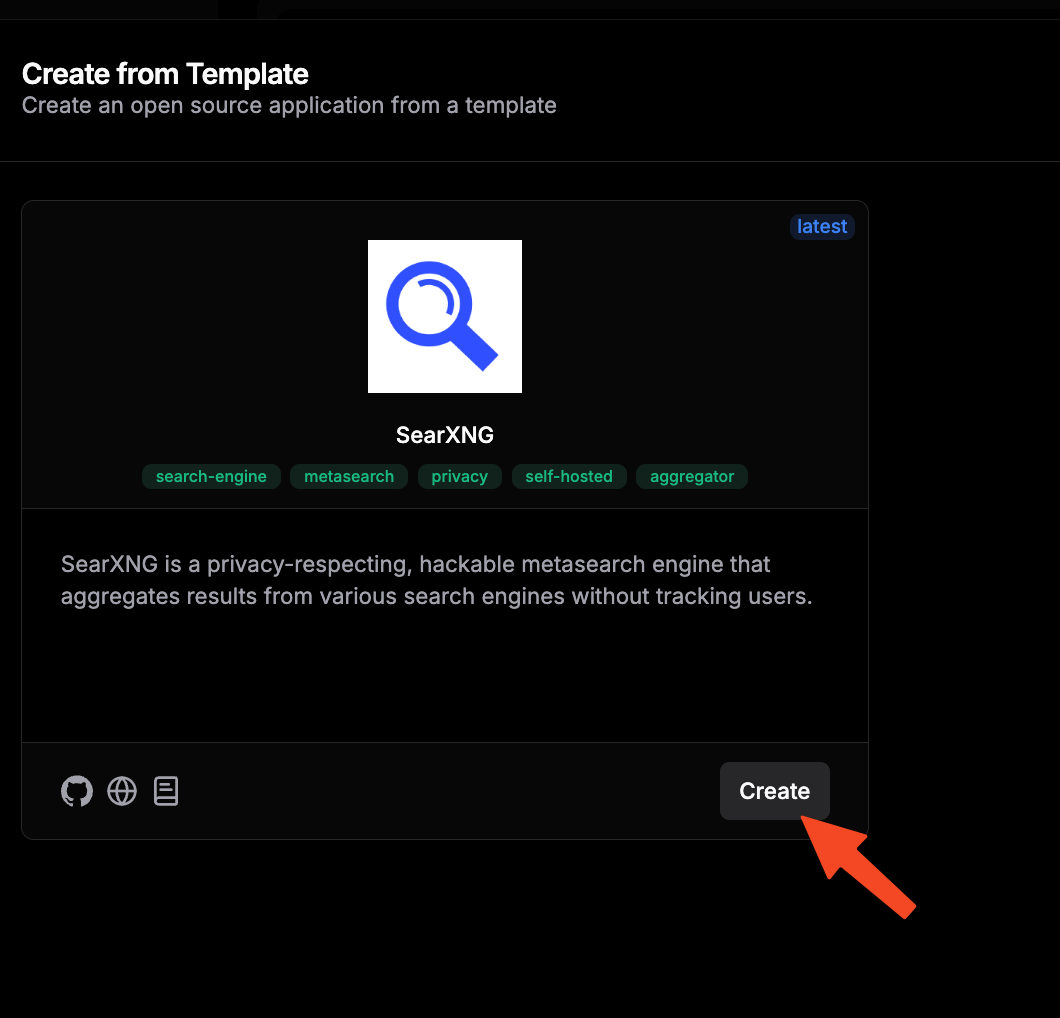 Create from Template
Create an open source application from a template
latest
SearXNG
search-engine metasearch privacy self-hosted aggregator
SearXNG is a privacy-respecting, hackable metasearch engine that
aggregates results from various search engines without tracking users.
Create